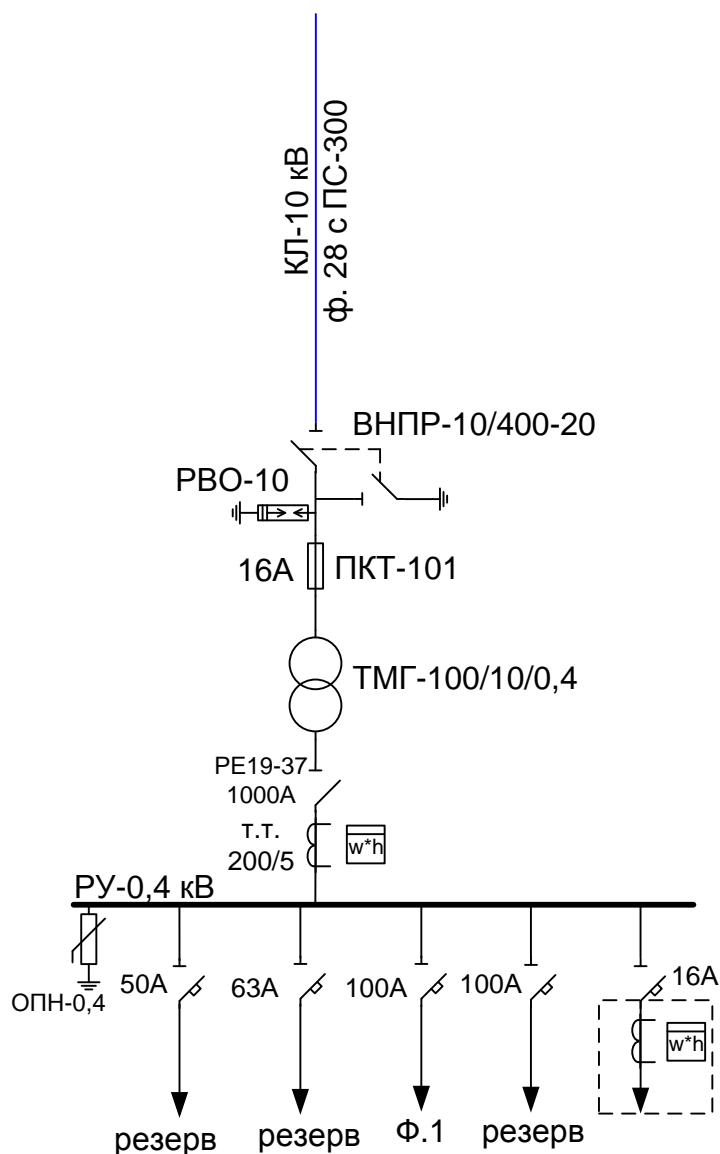 КЛ-10 кВ
ф. 28 с ПС-300
ВНПР-10/400-20
РВО-10
16А
ПКТ-101
ТМГ-100/10/0,4
РЕ19-37
1000А
т.т.
200/5
w*h
РУ-0,4 кВ
ОПН-0,4
50А
63А
100А
100А
16А
w*h
резерв
резерв
Ф.1
резерв